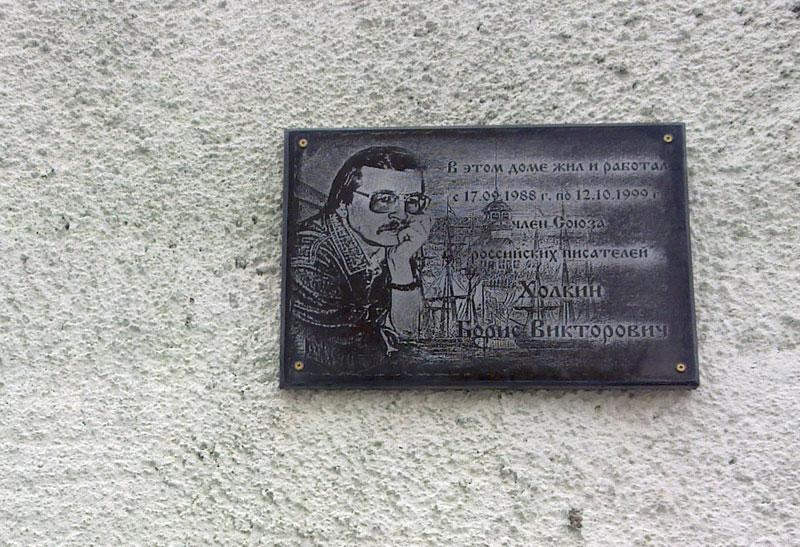 В этом доме жил и работал
с 17.09.1988 г. по 12.10.1999 г
член Союза
российских писателей
Холкин
Борис Викторович